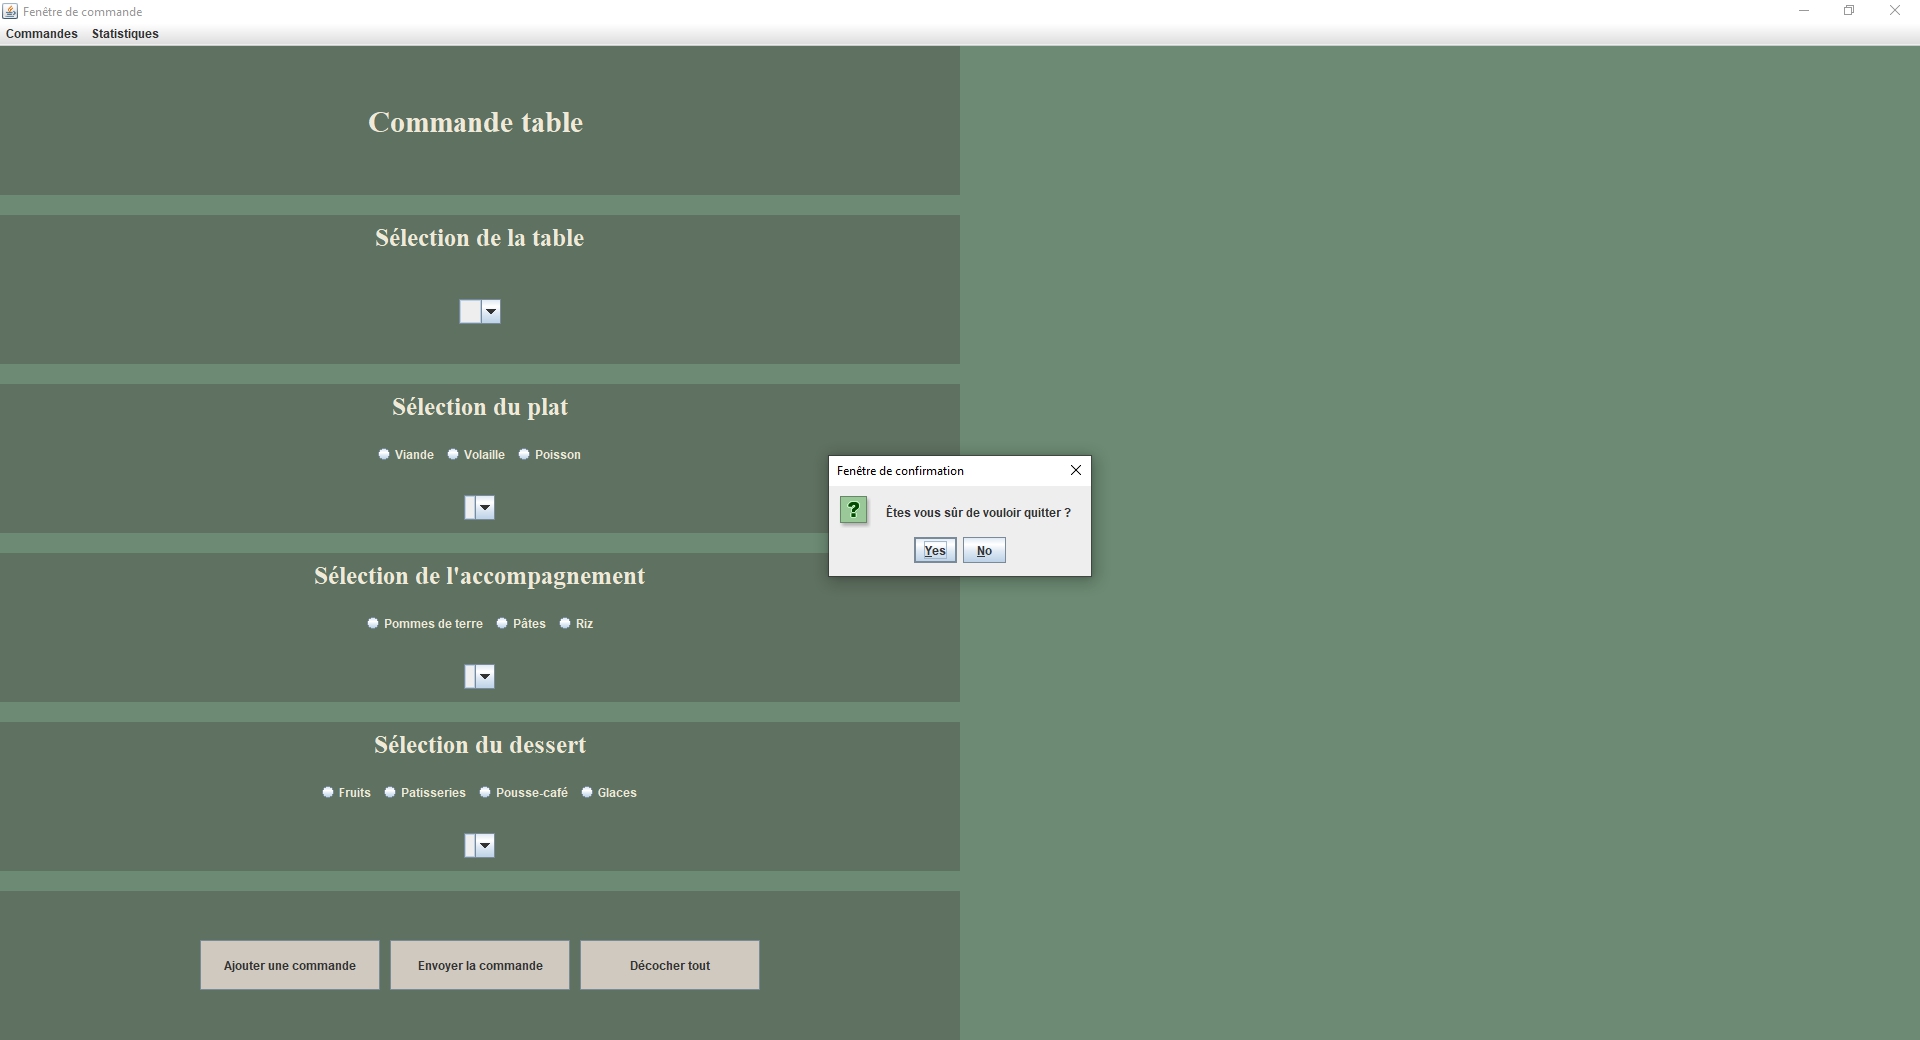 Fenêtre de commande
Commandes Statistiques
Commande table
Sélection de la table
Sélection du plat
Viande Volaille Poisson
Fenêtre de confirmation
?
Êtes vous sûr de vouloir quitter ?
Yes No
Sélection de l'accompagnement
Pommes de terre Pâtes Riz
Sélection du dessert
Fruits Patisseries Pousse-café Glaces
Ajouter une commande Envoyer la commande Décocher tout